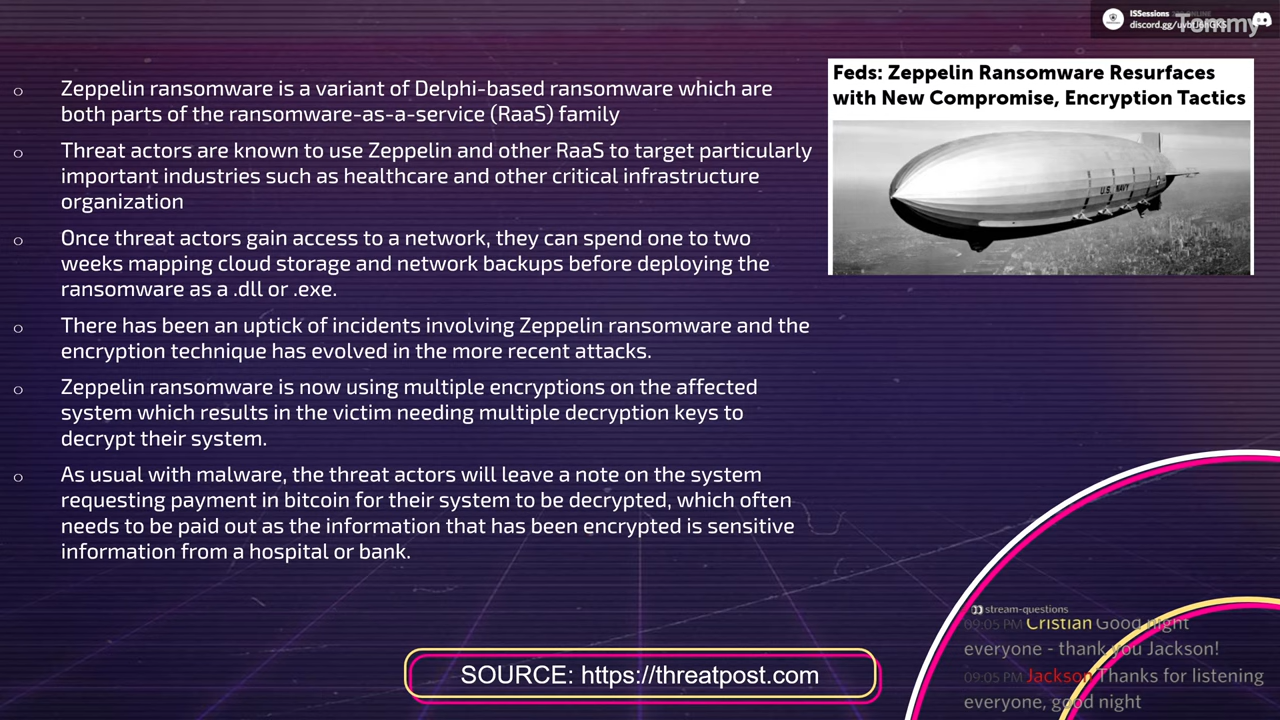 ISSessions
Tommy
Feds: Zeppelin Ransomware Resurfaces
with New Compromise, Encryption Tactics
U.S. NAVY
o Zeppelin ransomware is a variant of Delphi-based ransomware which are
both parts of the ransomware-as-a-service (RaaS) family
o Threat actors are known to use Zeppelin and other RaaS to target particularly
important industries such as healthcare and other critical infrastructure
organization
o Once threat actors gain access to a network, they can spend one to two
weeks mapping cloud storage and network backups before deploying the
ransomware as a .dll or .exe.
o There has been an uptick of incidents involving Zeppelin ransomware and the
encryption technique has evolved in the more recent attacks.
o Zeppelin ransomware is now using multiple encryptions on the affected
system which results in the victim needing multiple decryption keys to
decrypt their system.
o As usual with malware, the threat actors will leave a note on the system
requesting payment in bitcoin for their system to be decrypted, which often
needs to be paid out as the information that has been encrypted is sensitive
information from a hospital or bank.
SOURCE: https://threatpost.com
stream-questions
09:05 PM Cristian Good night
everyone - thank you Jackson!
09:05 PM Jackson Thanks for listening
everyone, good night